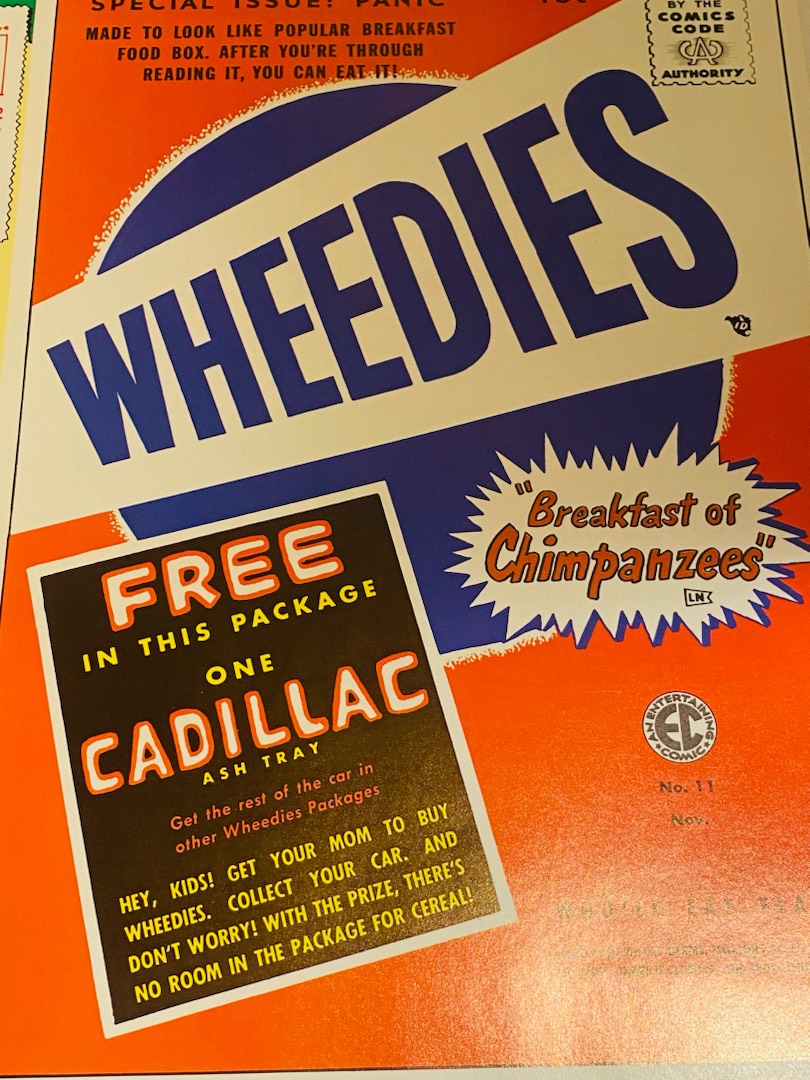 SPECIAL ISSUE! PANIC 10¢
MADE TO LOOK LIKE POPULAR BREAKFAST
FOOD BOX. AFTER YOU'RE THROUGH
READING IT, YOU CAN EAT IT!
BY THE
COMICS
CODE
CA
AUTHORITY
WHEEDIES
JD
"Breakfast of
Chimpanzees"
LN
FREE
IN THIS PACKAGE
ONE
CADILLAC
ASH TRAY
Get the rest of the car in
other Wheedies Packages
HEY, KIDS! GET YOUR MOM TO BUY
WHEEDIES. COLLECT YOUR CAR. AND
DON'T WORRY! WITH THE PRIZE, THERE'S
NO ROOM IN THE PACKAGE FOR CEREAL!
AN ENTERTAINING
EC
COMIC
No. 11
Nov.